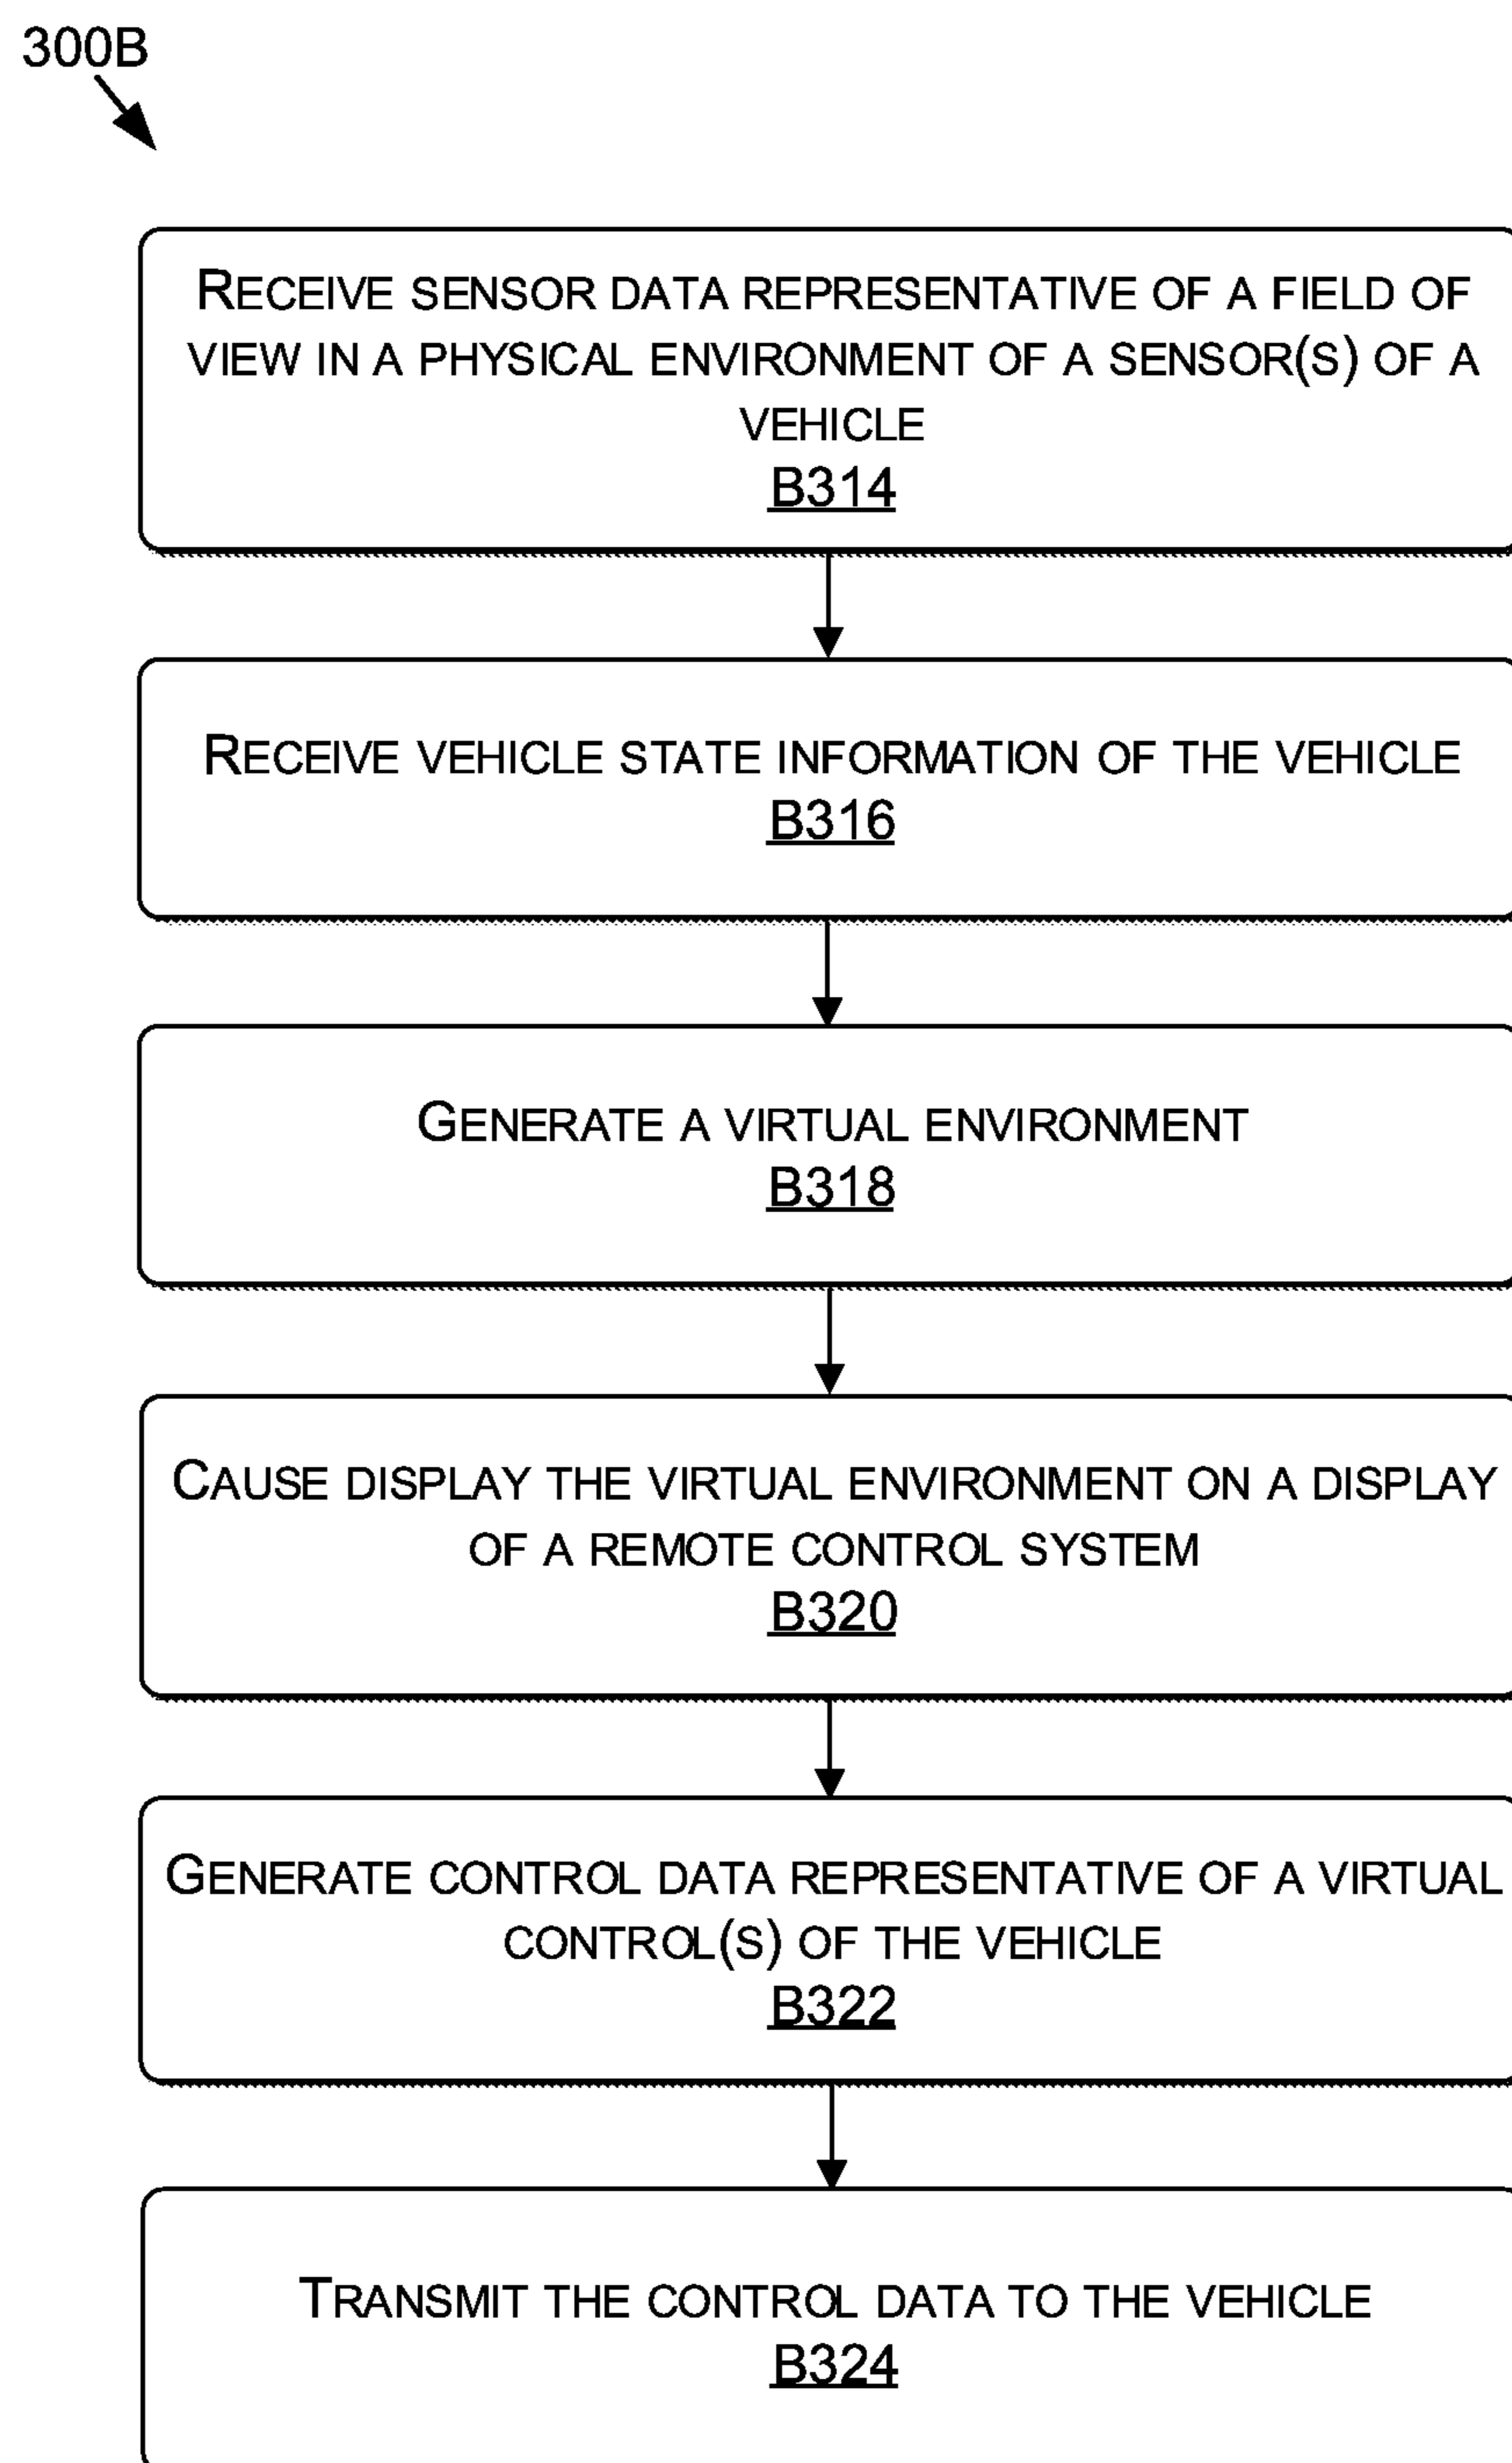 300B
RECEIVE SENSOR DATA REPRESENTATIVE OF A FIELD OF
VIEW IN A PHYSICAL ENVIRONMENT OF A SENSOR(S) OF A
VEHICLE
B314
RECEIVE VEHICLE STATE INFORMATION OF THE VEHICLE
B316
GENERATE A VIRTUAL ENVIRONMENT
B318
CAUSE DISPLAY THE VIRTUAL ENVIRONMENT ON A DISPLAY
OF A REMOTE CONTROL SYSTEM
B320
GENERATE CONTROL DATA REPRESENTATIVE OF A VIRTUAL
CONTROL(S) OF THE VEHICLE
B322
TRANSMIT THE CONTROL DATA TO THE VEHICLE
B324